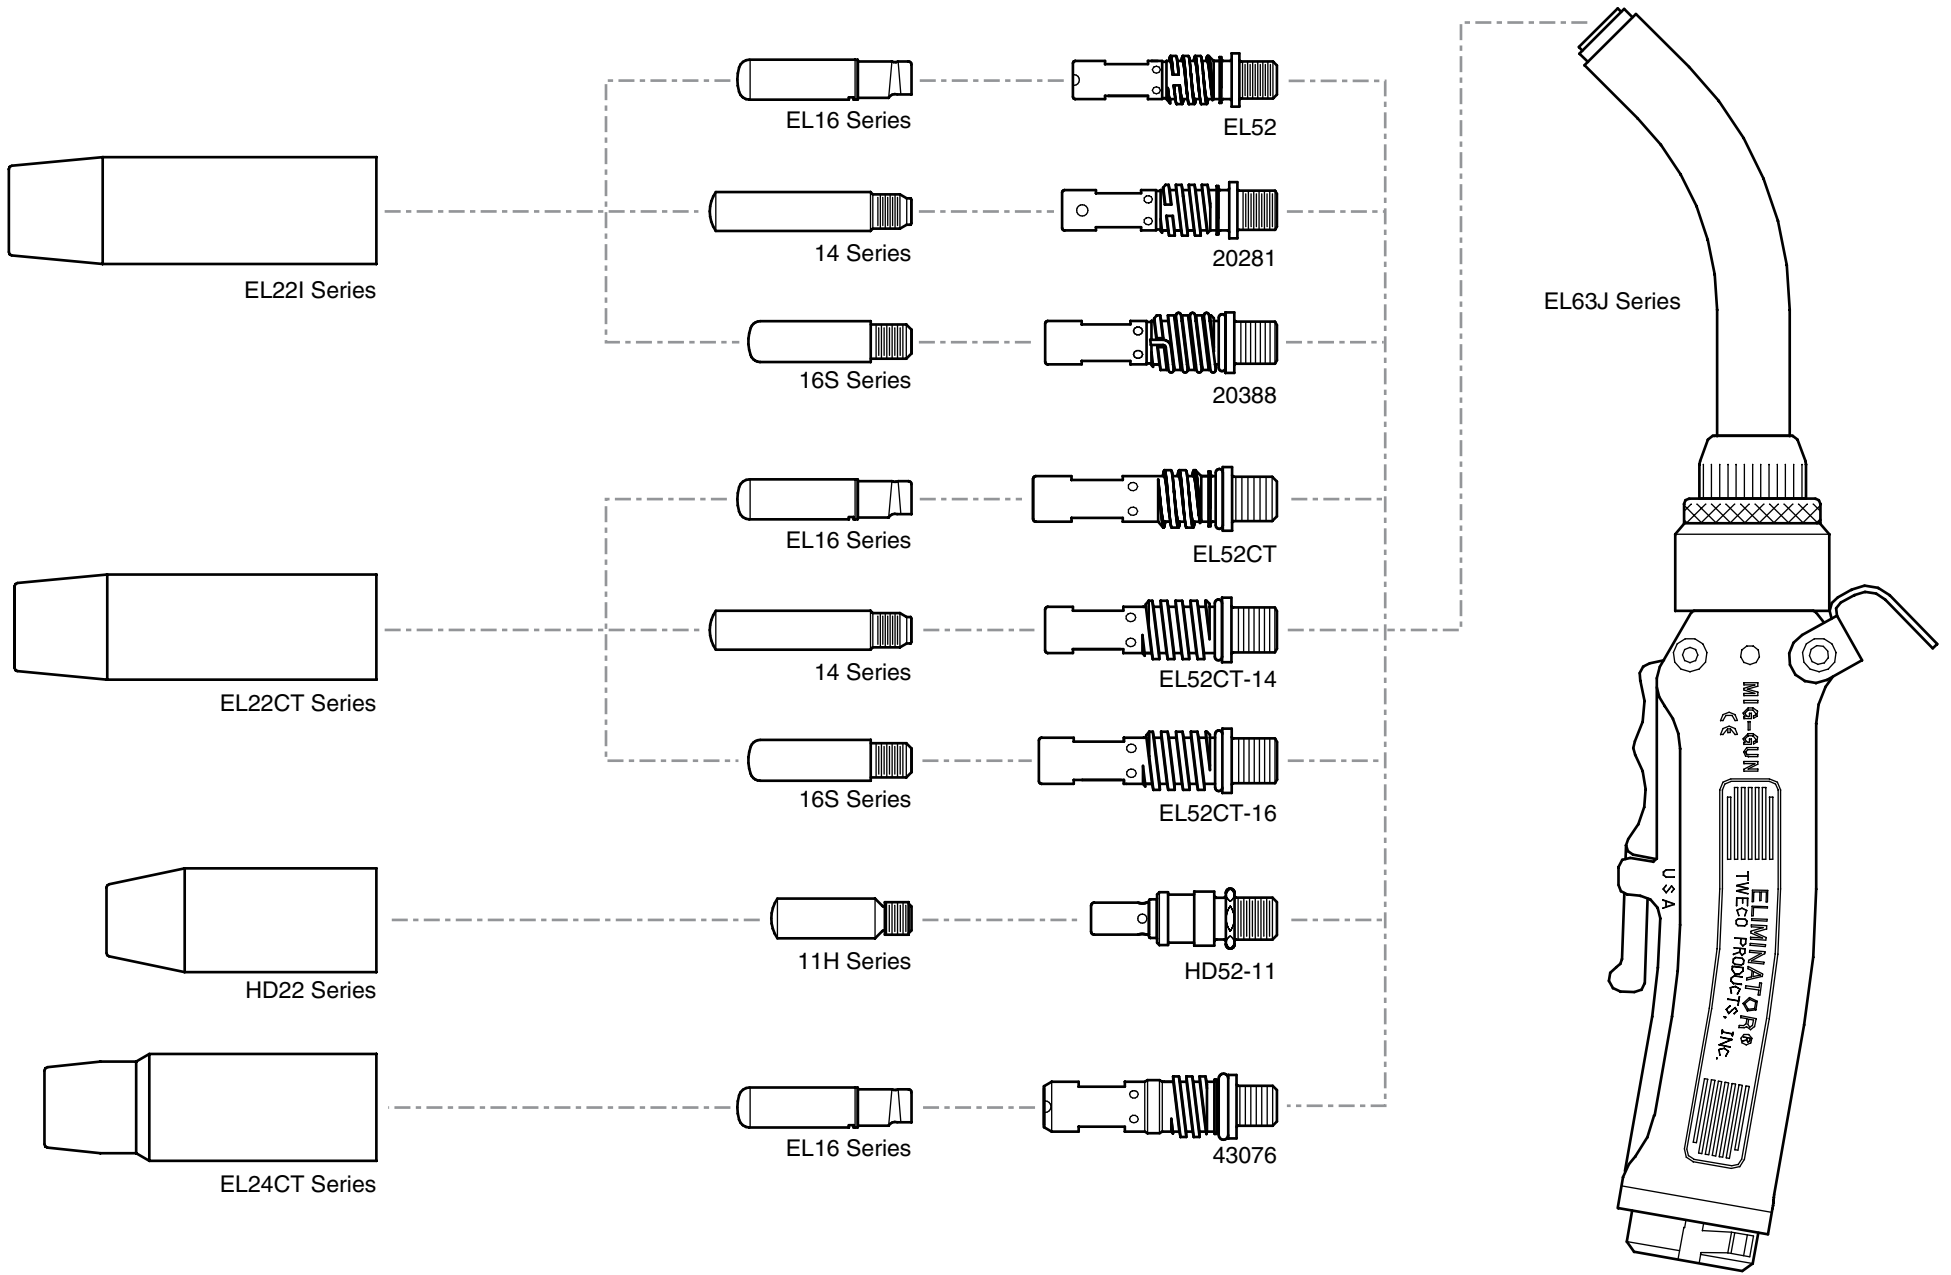 EL16 Series
EL52
14 Series
20281
EL22I Series
EL63J Series
16S Series
20388
EL16 Series
EL52CT
14 Series
EL52CT-14
EL22CT Series
16S Series
EL52CT-16
11H Series
HD52-11
HD22 Series
EL16 Series
43076
EL24CT Series
MIG-GUN
CE
USA
ELIMINATOR®
TWECO PRODUCTS, INC.